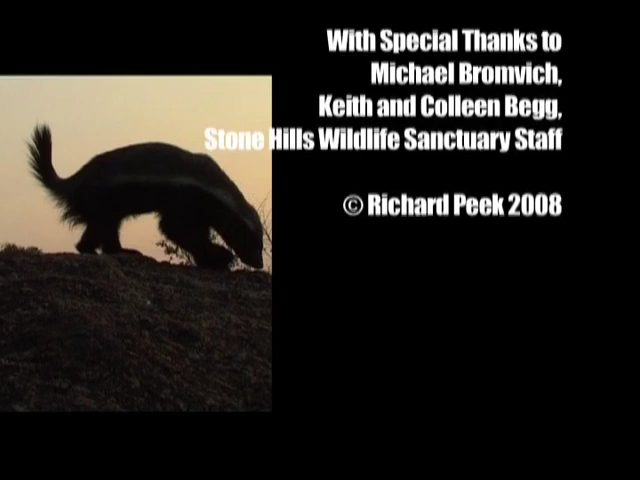 With Special Thanks to
Michael Bromvich,
Keith and Colleen Begg,
Stone Hills Wildlife Sanctuary Staff
© Richard Peek 2008